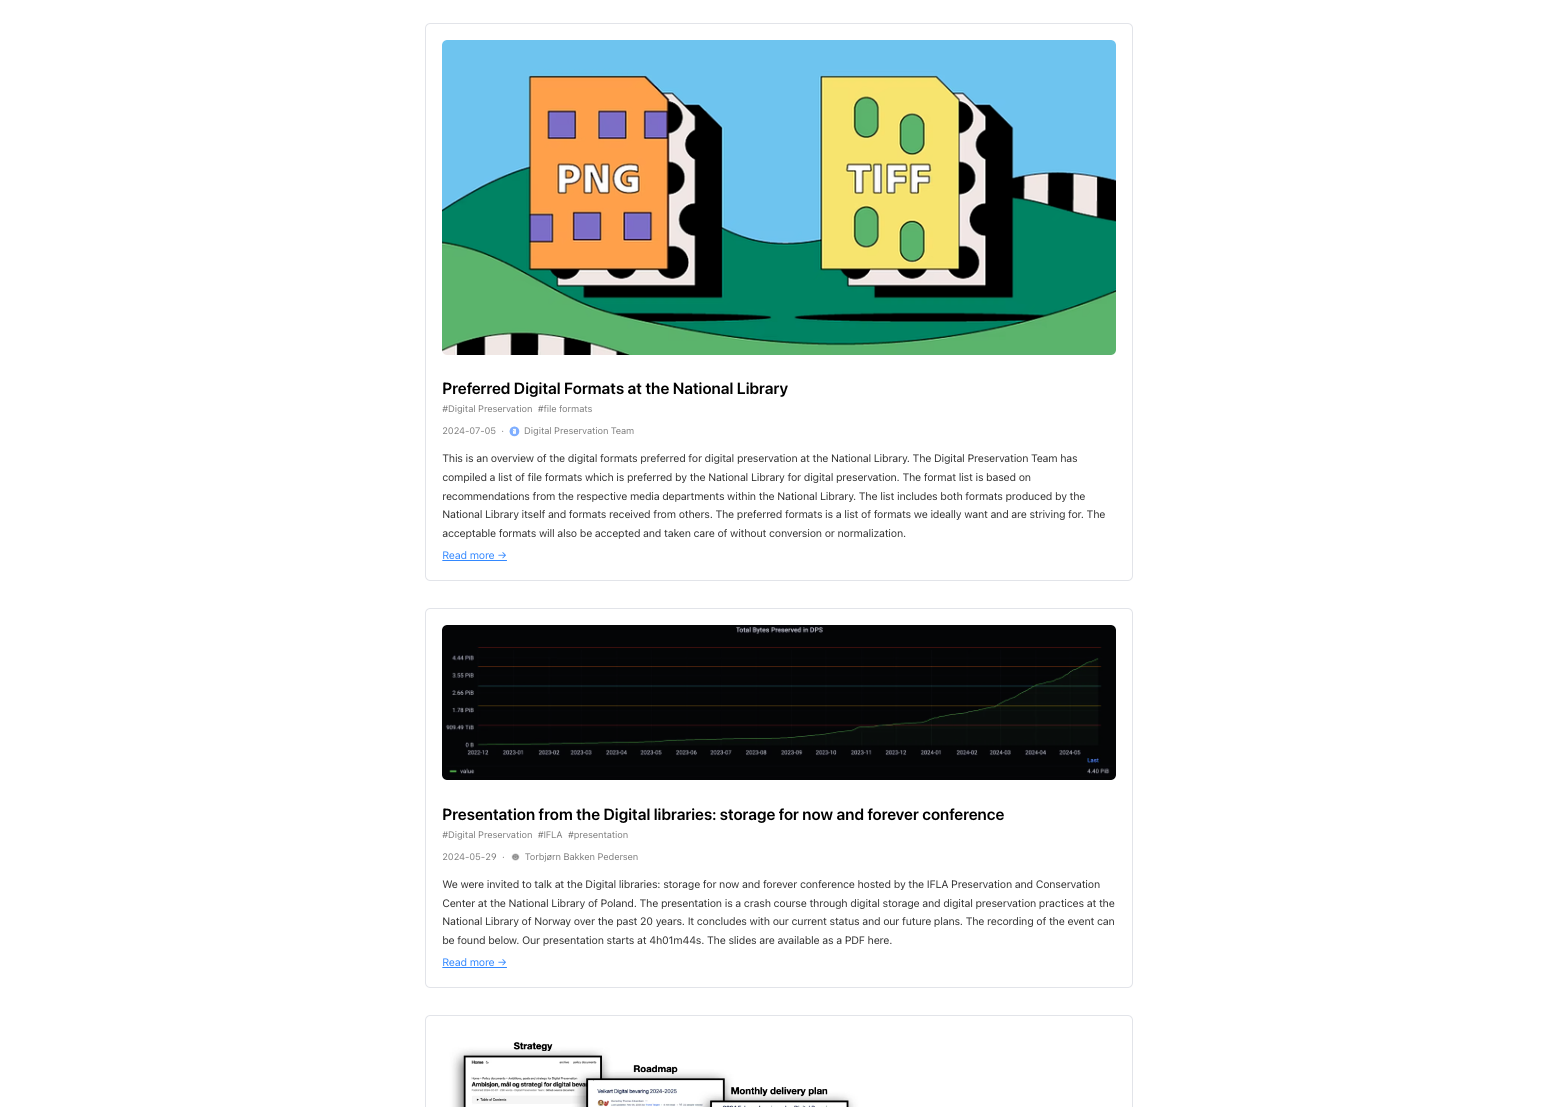 PNG
TIFF
Preferred Digital Formats at the National Library
#Digital Preservation #file formats
2024-07-05 · Digital Preservation Team
This is an overview of the digital formats preferred for digital preservation at the National Library. The Digital Preservation Team has
compiled a list of file formats which is preferred by the National Library for digital preservation. The format list is based on
recommendations from the respective media departments within the National Library. The list includes both formats produced by the
National Library itself and formats received from others. The preferred formats is a list of formats we ideally want and are striving for. The
acceptable formats will also be accepted and taken care of without conversion or normalization.
Read more →
Total Bytes Preserved in DPS
4.44 PiB
3.55 PiB
2.66 PiB
1.78 PiB
909.49 TiB
0 B
2022-12 2023-01 2023-02 2023-03 2023-04 2023-05 2023-06 2023-07 2023-08 2023-09 2023-10 2023-11 2023-12 2024-01 2024-02 2024-03 2024-04 2024-05
Last
value 4.40 PiB
Presentation from the Digital libraries: storage for now and forever conference
#Digital Preservation #IFLA #presentation
2024-05-29 · Torbjørn Bakken Pedersen
We were invited to talk at the Digital libraries: storage for now and forever conference hosted by the IFLA Preservation and Conservation
Center at the National Library of Poland. The presentation is a crash course through digital storage and digital preservation practices at the
National Library of Norway over the past 20 years. It concludes with our current status and our future plans. The recording of the event can
be found below. Our presentation starts at 4h01m44s. The slides are available as a PDF here.
Read more →
Strategy
Home
Roadmap
Ambisjon, mål og strategi for digital beva
Veikart Digital bevaring 2024-2025
Monthly delivery plan
Table of Contents